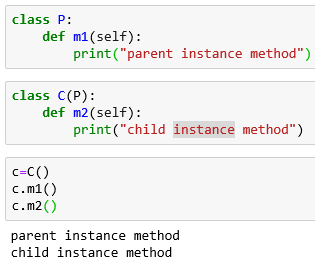 class P:
    def m1(self):
        print("parent instance method")
class C(P):
    def m2(self):
        print("child instance method")
c=C()
c.m1()
c.m2()
parent instance method
child instance method